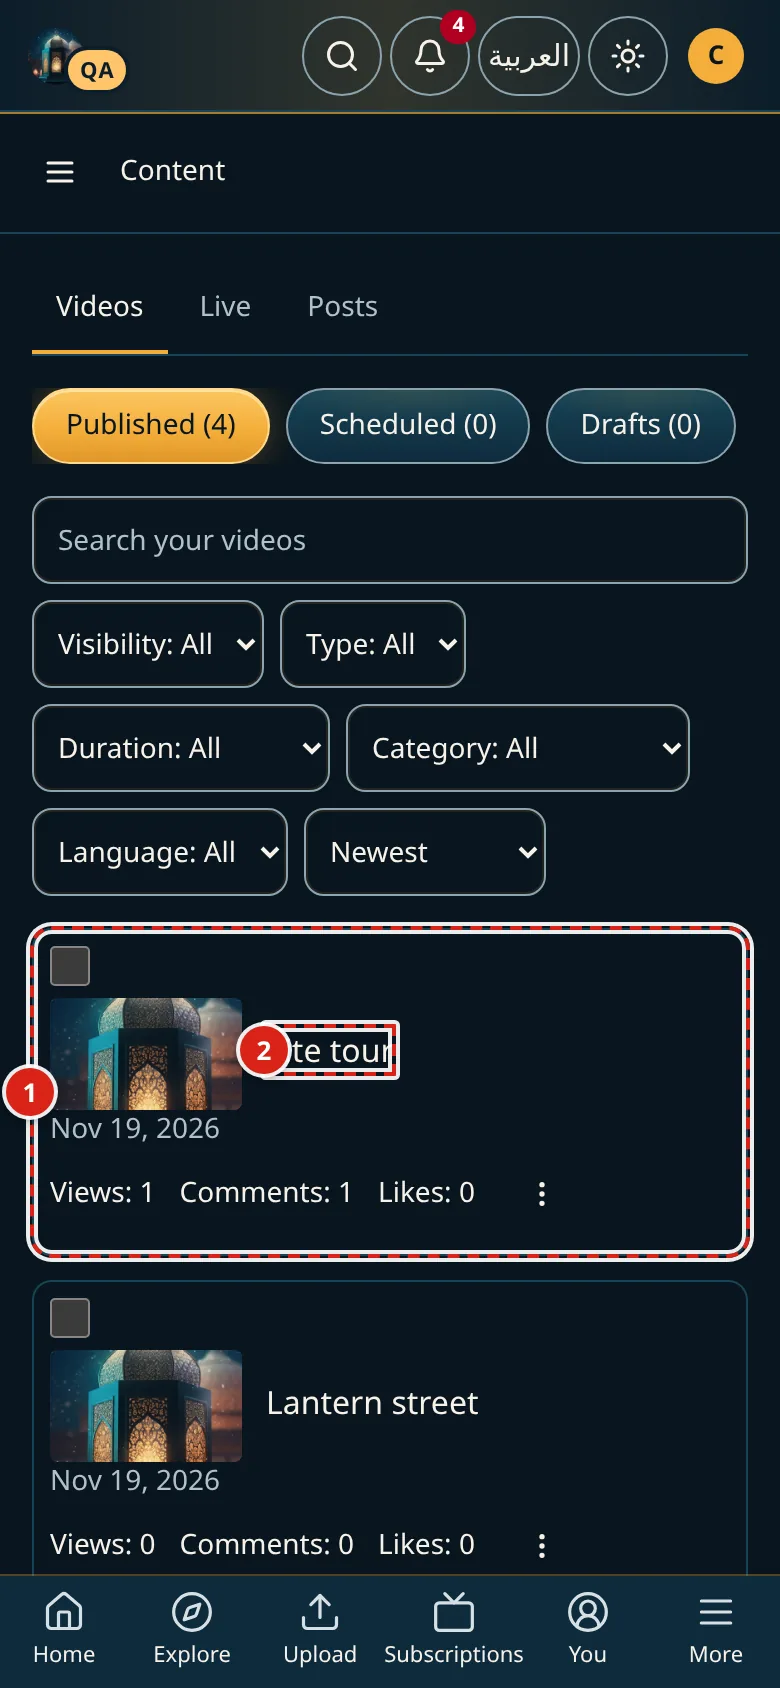 QA
4
العربية
C
Content
Videos Live Posts
Published (4) Scheduled (0) Drafts (0)
Search your videos
Visibility: All Type: All
Duration: All Category: All
Language: All Newest
2 te tour
1
Nov 19, 2026
Views: 1 Comments: 1 Likes: 0
Lantern street
Nov 19, 2026
Views: 0 Comments: 0 Likes: 0
Home Explore Upload Subscriptions You More